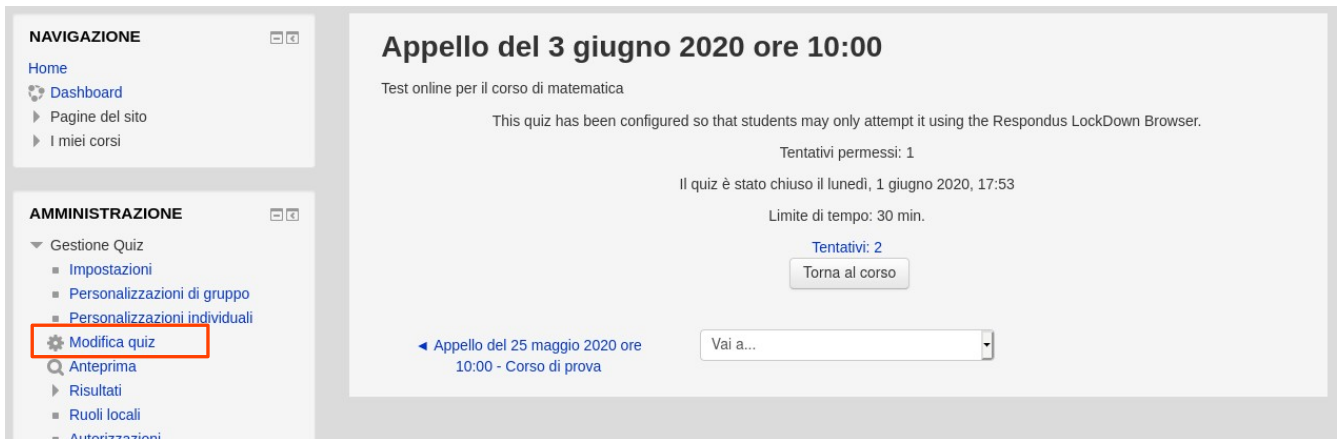 NAVIGAZIONE
Home
Dashboard
Pagine del sito
I miei corsi
AMMINISTRAZIONE
Gestione Quiz
Impostazioni
Personalizzazioni di gruppo
Personalizzazioni individuali
Modifica quiz
Anteprima
Risultati
Ruoli locali
Autorizzazioni
Appello del 3 giugno 2020 ore 10:00
Test online per il corso di matematica
This quiz has been configured so that students may only attempt it using the Respondus LockDown Browser.
Tentativi permessi: 1
Il quiz è stato chiuso il lunedì, 1 giugno 2020, 17:53
Limite di tempo: 30 min.
Tentativi: 2
Torna al corso
◄ Appello del 25 maggio 2020 ore
10:00 - Corso di prova
Vai a...